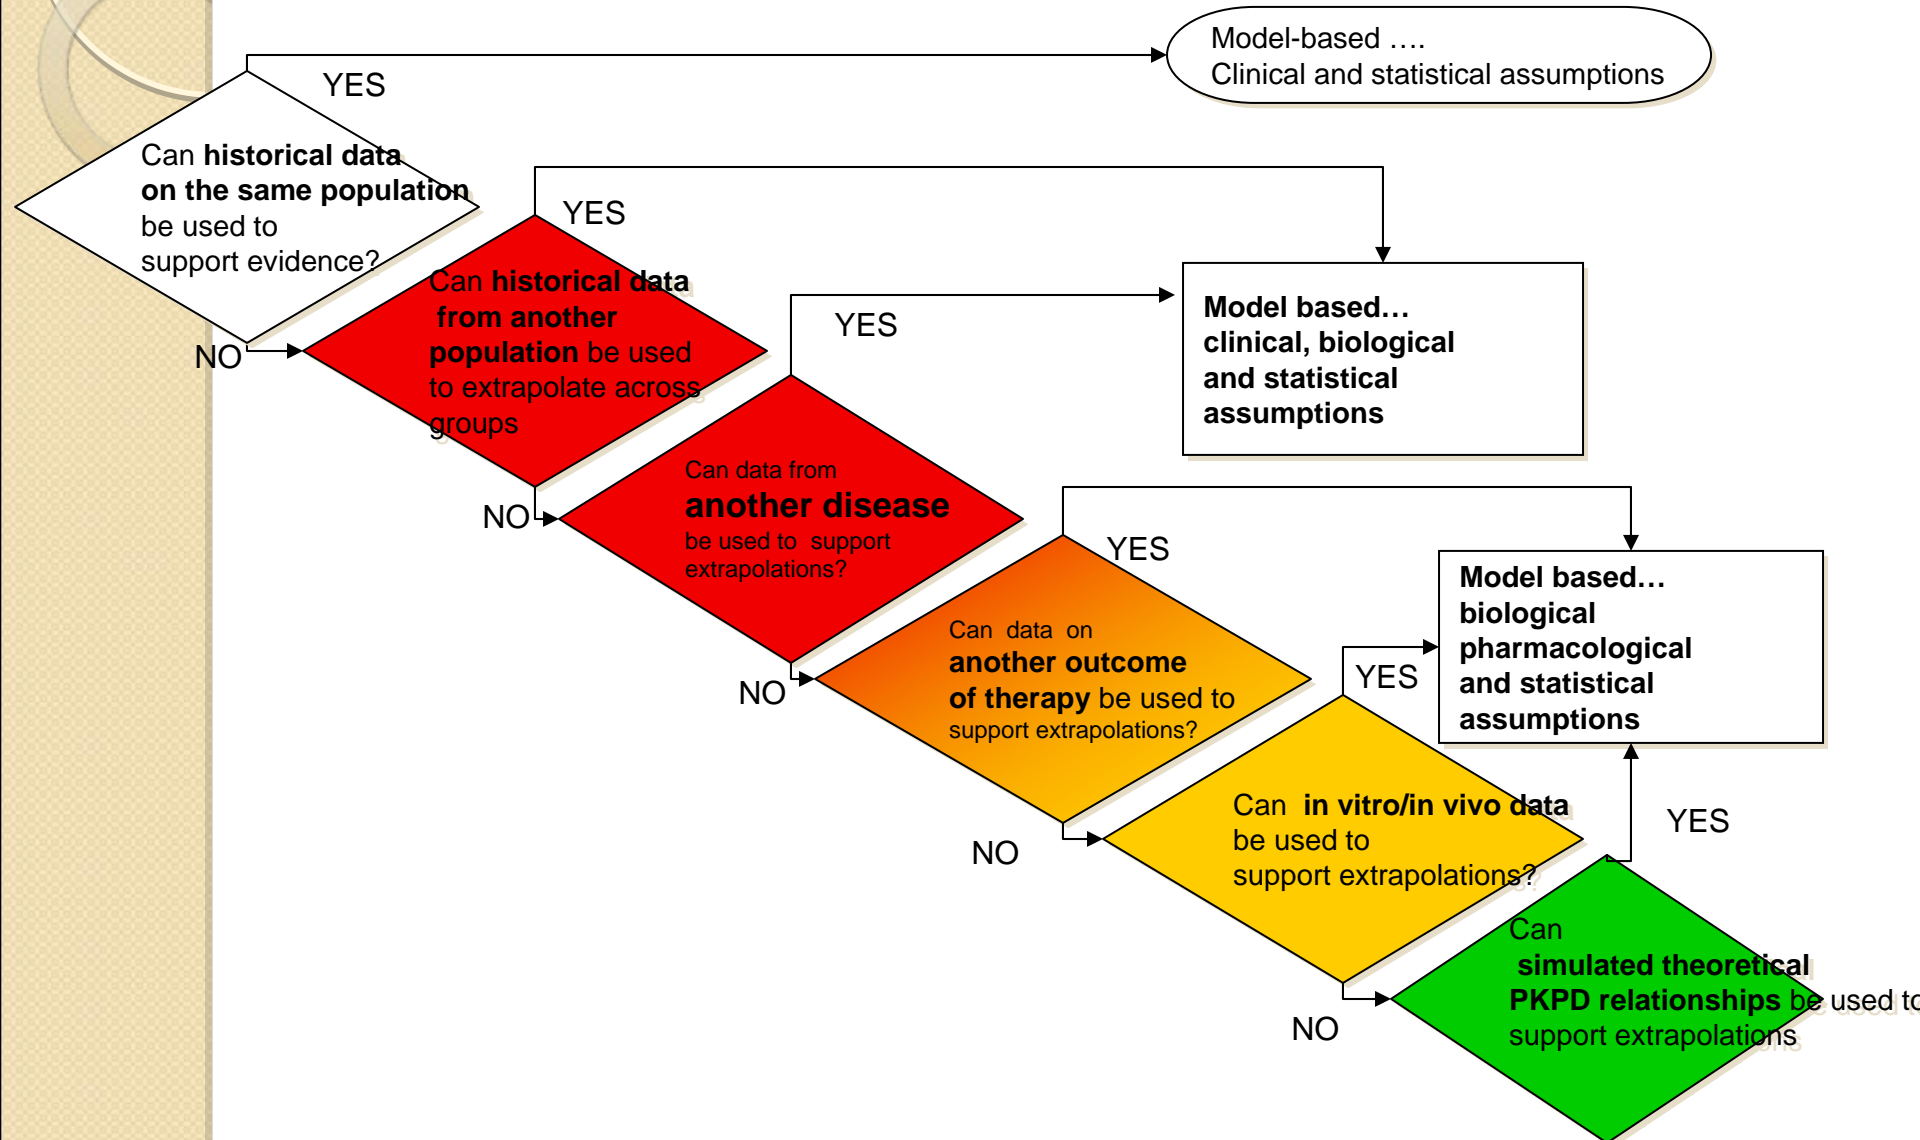 Model-based ….
Clinical and statistical assumptions
YES
Can historical data
on the same population
be used to
support evidence?
NO
YES
Can historical data
from another
population be used
to extrapolate across
groups
NO
YES
Model based…
clinical, biological
and statistical
assumptions
Can data from
another disease
be used to support
extrapolations?
NO
YES
Can data on
another outcome
of therapy be used to
support extrapolations?
NO
YES
Model based…
biological
pharmacological
and statistical
assumptions
Can in vitro/in vivo data
be used to
support extrapolations?
NO
YES
Can
simulated theoretical
PKPD relationships be used to
support extrapolations